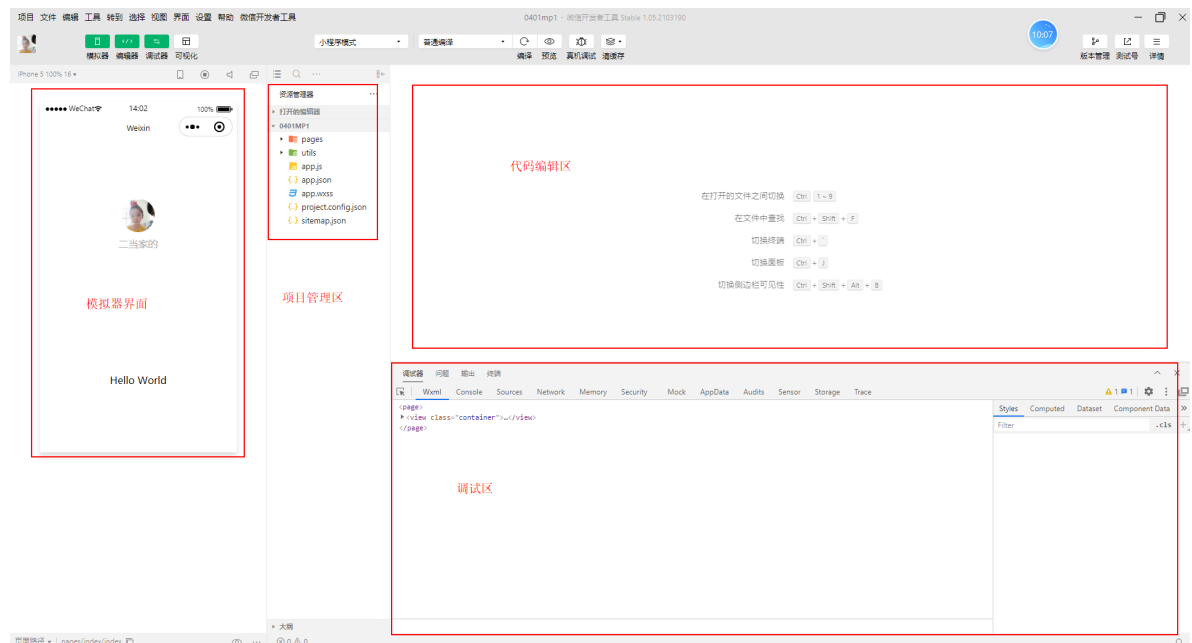 项目 文件 编辑 工具 转到 选择 视图 界面 设置 帮助 微信开发者工具
0401mp1 - 微信开发者工具 Stable 1.05.2103190
10:07
模拟器 编辑器 调试器 可视化
小程序模式
普通编译
编译 预览 真机调试 清缓存
版本管理 测试号 详情
iPhone 5 100% 16
WeChat 14:02 100%
Weixin
二当家的
模拟器界面
Hello World
页面路径 pages/index/index
资源管理器
打开的编辑器
0401MP1
pages
utils
app.js
app.json
app.wxss
project.config.json
sitemap.json
项目管理区
大纲
0 0
代码编辑区
在打开的文件之间切换 Ctrl 1 ~ 9
在文件中查找 Ctrl + Shift + F
切换终端 Ctrl + `
切换面板 Ctrl + J
切换侧边栏可见性 Ctrl + Shift + Alt + B
调试器 问题 输出 终端
Wxml Console Sources Network Memory Security Mock AppData Audits Sensor Storage Trace
1 1
<page>
<view class="container">…</view>
</page>
调试区
Styles Computed Dataset Component Data
Filter .cls